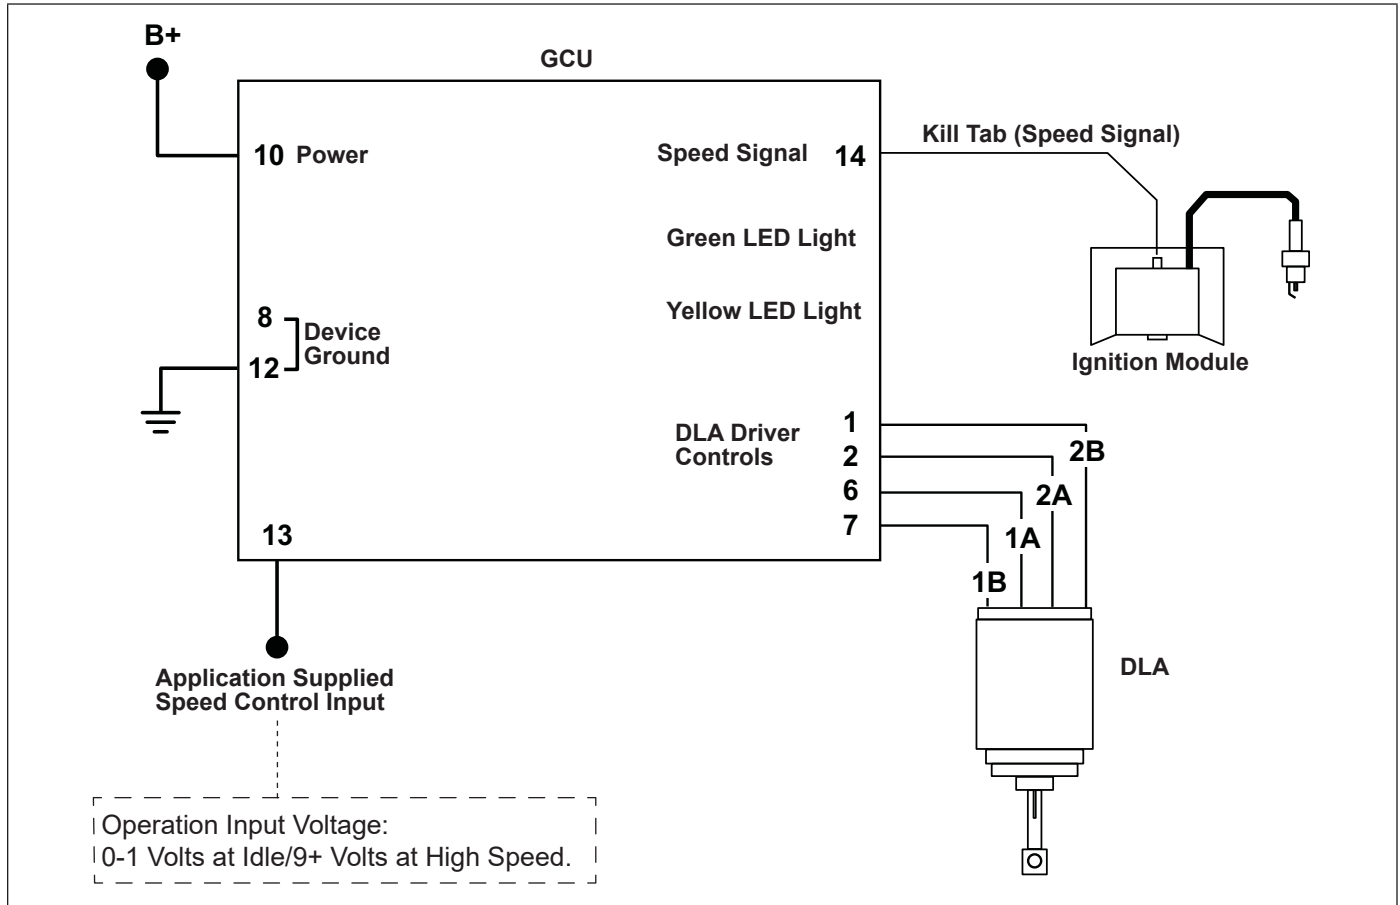 B+
GCU
10 Power
Speed Signal 14
Kill Tab (Speed Signal)
Green LED Light
Yellow LED Light
Ignition Module
8
Device
Ground
12
DLA Driver
Controls
1
2
6
7
2B
2A
1A
1B
13
Application Supplied
Speed Control Input
DLA
Operation Input Voltage:
0-1 Volts at Idle/9+ Volts at High Speed.